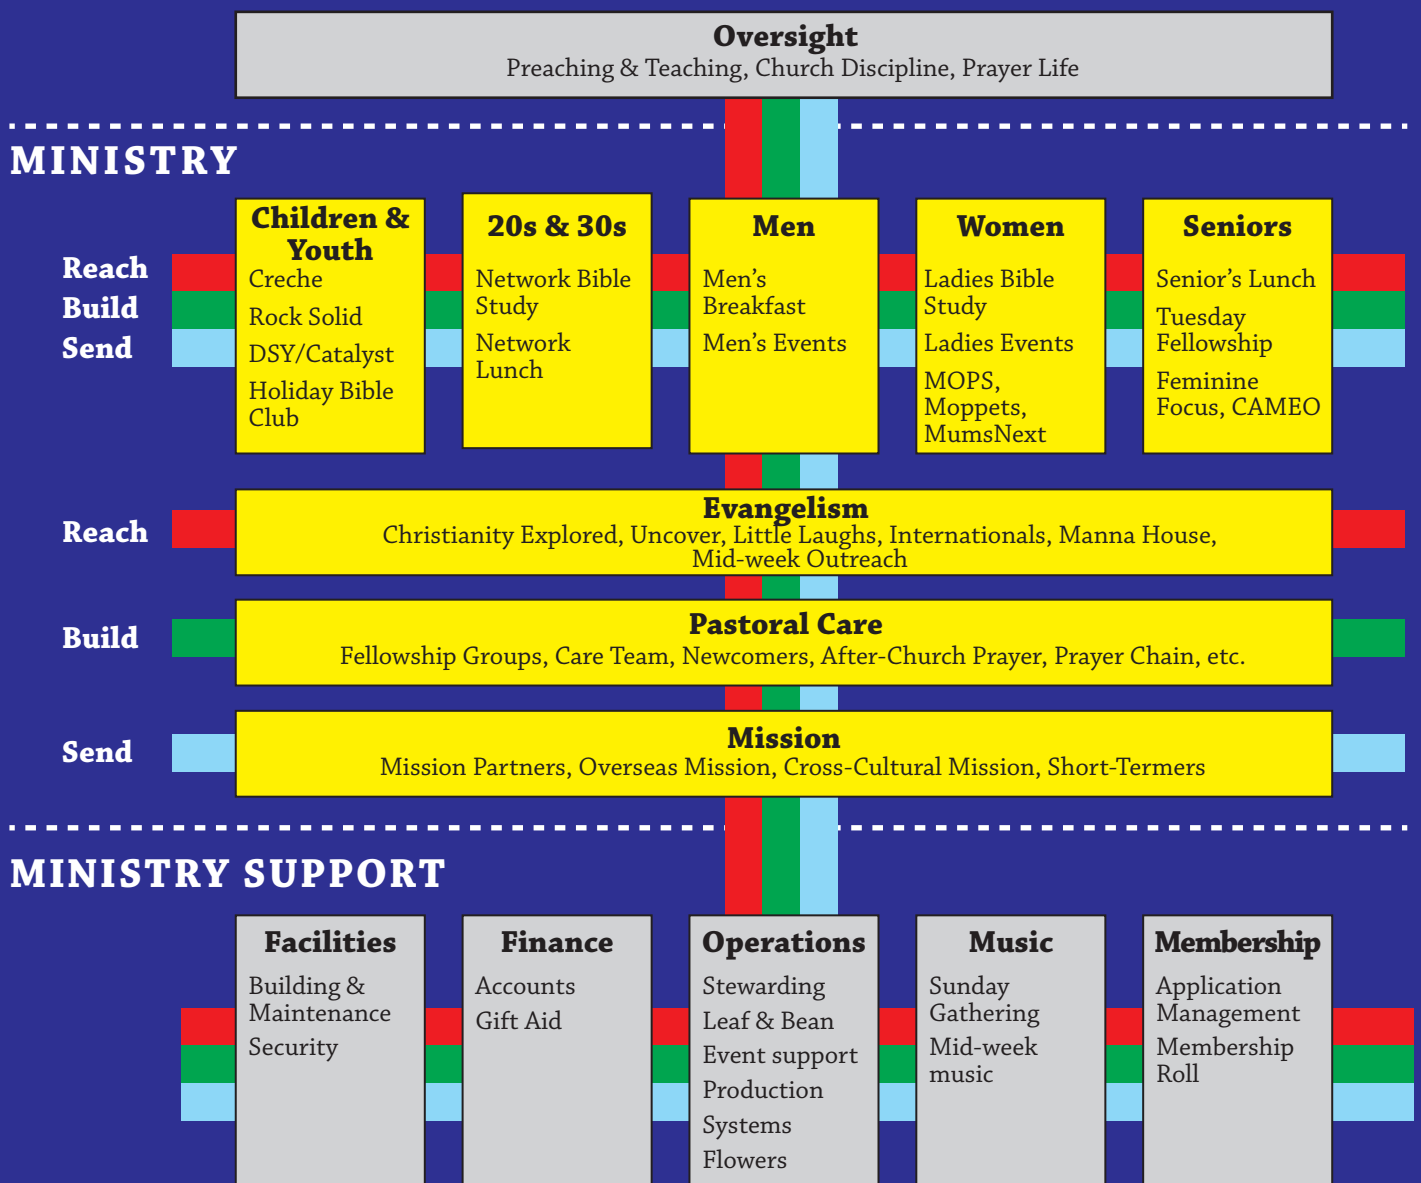 Oversight
Preaching & Teaching, Church Discipline, Prayer Life
MINISTRY
Reach
Build
Send
Children &
Youth
Creche
Rock Solid
DSY/Catalyst
Holiday Bible
Club
20s & 30s
Network Bible
Study
Network
Lunch
Men
Men's
Breakfast
Men's Events
Women
Ladies Bible
Study
Ladies Events
MOPS,
Moppets,
MumsNext
Seniors
Senior's Lunch
Tuesday
Fellowship
Feminine
Focus, CAMEO
Reach
Evangelism
Christianity Explored, Uncover, Little Laughs, Internationals, Manna House,
Mid-week Outreach
Build
Pastoral Care
Fellowship Groups, Care Team, Newcomers, After-Church Prayer, Prayer Chain, etc.
Send
Mission
Mission Partners, Overseas Mission, Cross-Cultural Mission, Short-Termers
MINISTRY SUPPORT
Facilities
Building &
Maintenance
Security
Finance
Accounts
Gift Aid
Operations
Stewarding
Leaf & Bean
Event support
Production
Systems
Flowers
Music
Sunday
Gathering
Mid-week
music
Membership
Application
Management
Membership
Roll